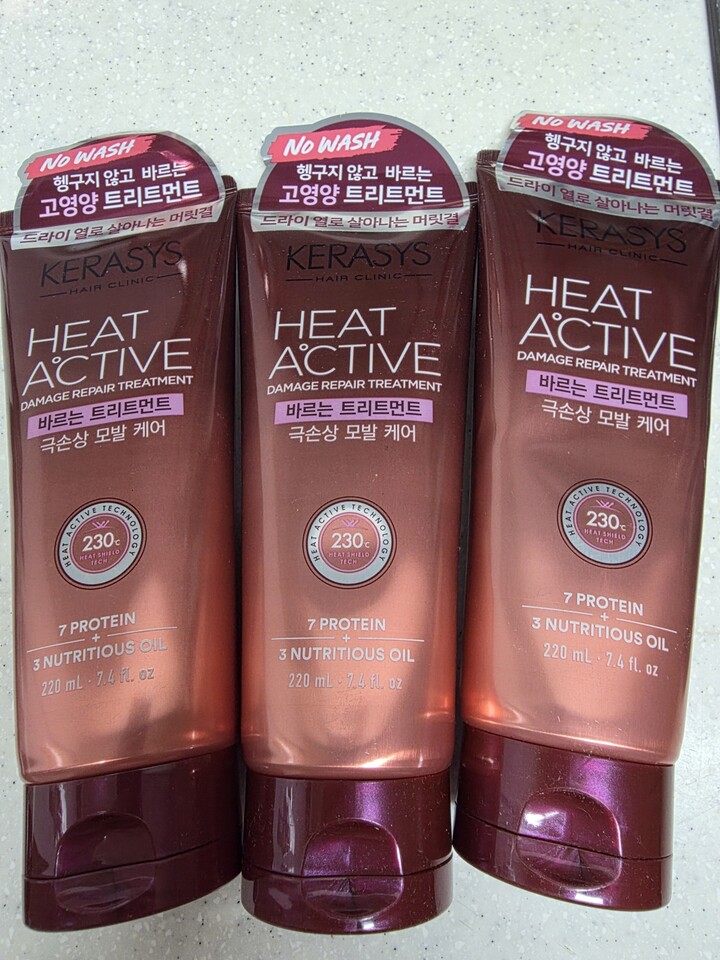 NO WASH
헹구지 않고 바르는
고영양 트리트먼트
드라이 열로 살아나는 머릿결
KERASYS
HAIR CLINIC
HEAT
A°CTIVE
DAMAGE REPAIR TREATMENT
바르는 트리트먼트
극손상 모발 케어
HEAT ACTIVE TECHNOLOGY
230℃
HEAT SHIELD
TECH
7 PROTEIN
+
3 NUTRITIOUS OIL
220 mL · 7.4 fl. oz
NO WASH
헹구지 않고 바르는
고영양 트리트먼트
드라이 열로 살아나는 머릿결
KERASYS
HAIR CLINIC
HEAT
A°CTIVE
DAMAGE REPAIR TREATMENT
바르는 트리트먼트
극손상 모발 케어
HEAT ACTIVE TECHNOLOGY
230℃
HEAT SHIELD
TECH
7 PROTEIN
+
3 NUTRITIOUS OIL
220 mL · 7.4 fl. oz
NO WASH
헹구지 않고 바르는
고영양 트리트먼트
드라이 열로 살아나는 머릿결
KERASYS
HAIR CLINIC
HEAT
A°CTIVE
DAMAGE REPAIR TREATMENT
바르는 트리트먼트
극손상 모발 케어
HEAT ACTIVE TECHNOLOGY
230℃
HEAT SHIELD
TECH
7 PROTEIN
+
3 NUTRITIOUS OIL
220 mL · 7.4 fl. oz